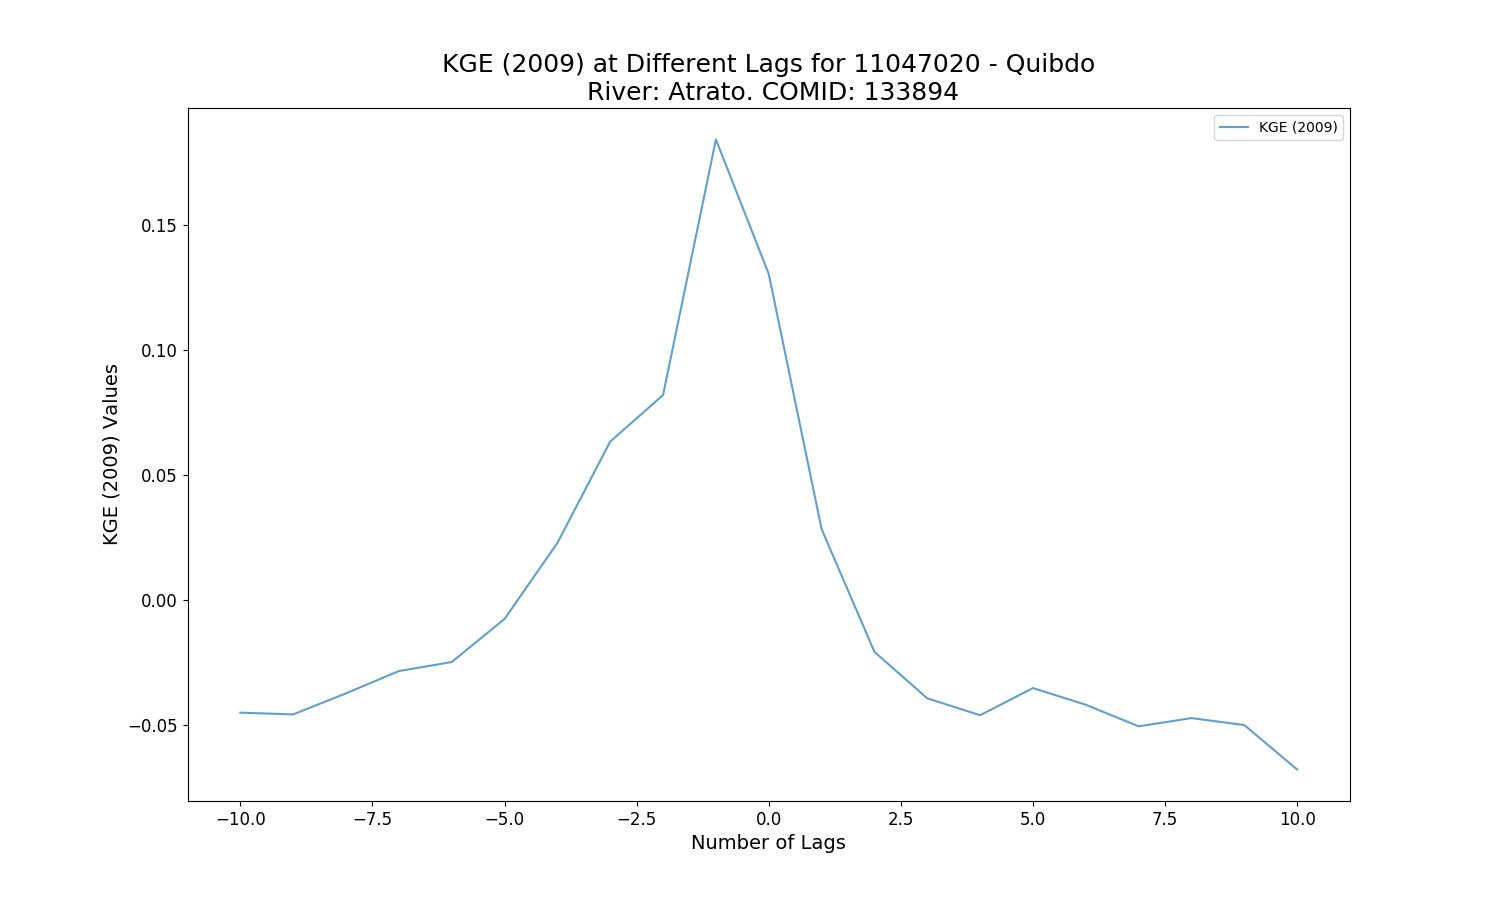 KGE (2009) at Different Lags for 11047020 - Quibdo
River: Atrato. COMID: 133894
KGE (2009)
0.15
0.10
0.05
0.00
−0.05
KGE (2009) Values
−10.0 −7.5 −5.0 −2.5 0.0 2.5 5.0 7.5 10.0
Number of Lags